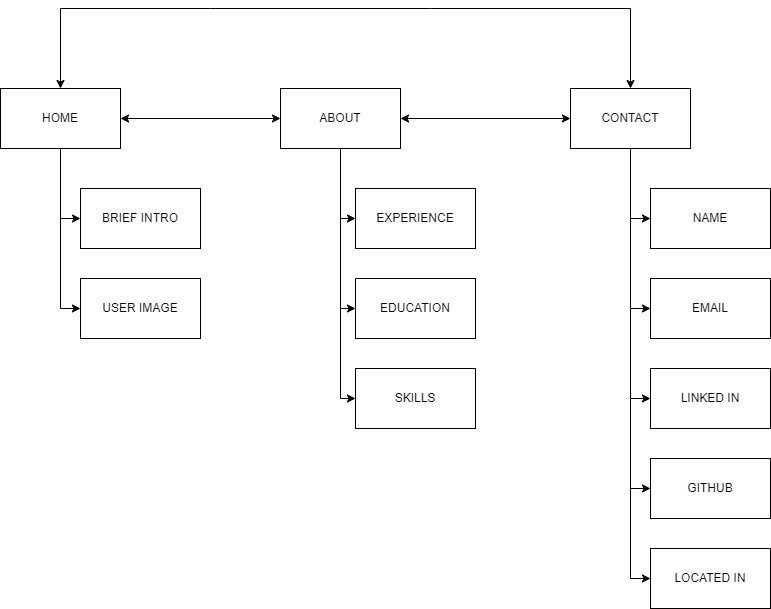 HOME
ABOUT
CONTACT
BRIEF INTRO
EXPERIENCE
NAME
USER IMAGE
EDUCATION
EMAIL
SKILLS
LINKED IN
GITHUB
LOCATED IN